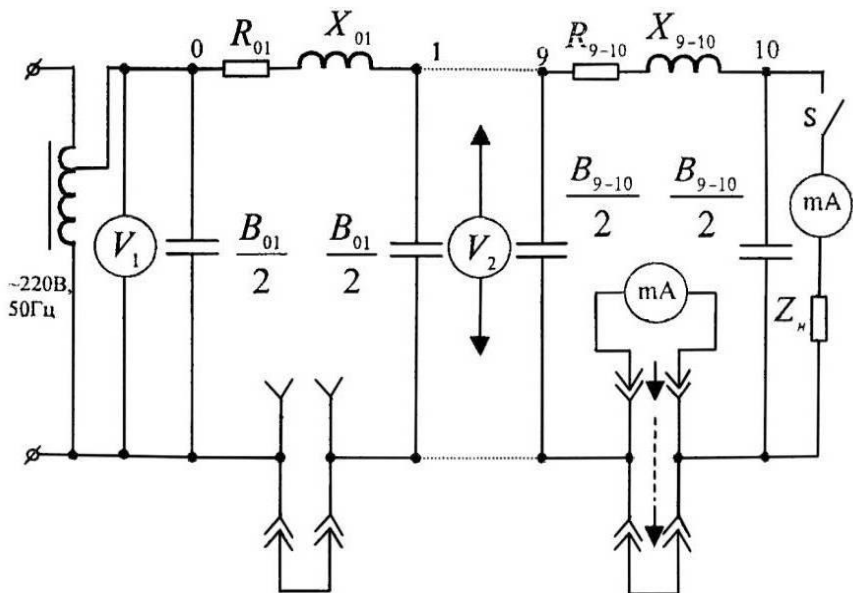 0
R₀₁
X₀₁
1
9
R₉₋₁₀
X₉₋₁₀
10
S
V₁
B₀₁
2
B₀₁
2
V₂
B₉₋₁₀
2
B₉₋₁₀
2
mA
mA
Zₙ
~220В,
50Гц